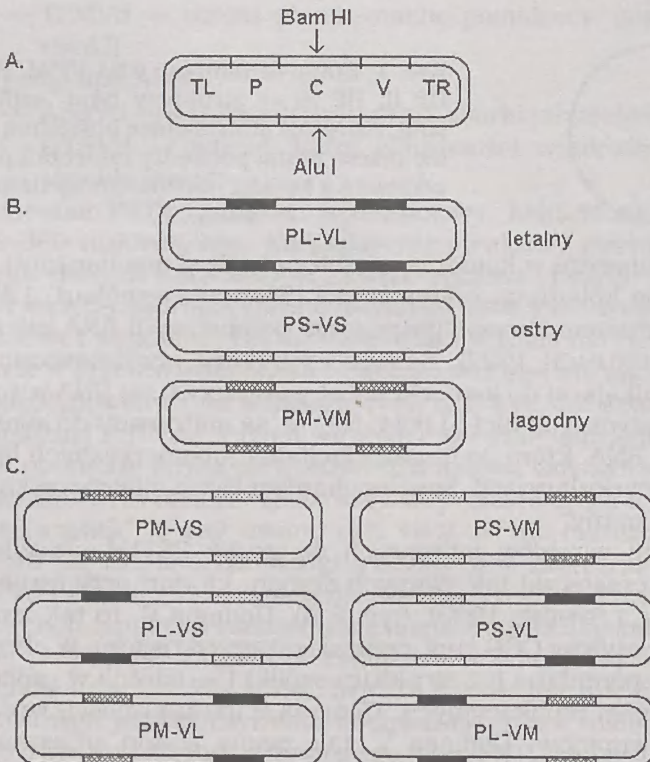 Bam HI
A.
TL P C V TR
Alu I
B.
PL-VL letalny
PS-VS ostry
PM-VM łagodny
C.
PM-VS PS-VM
PL-VS PS-VL
PM-VL PL-VM